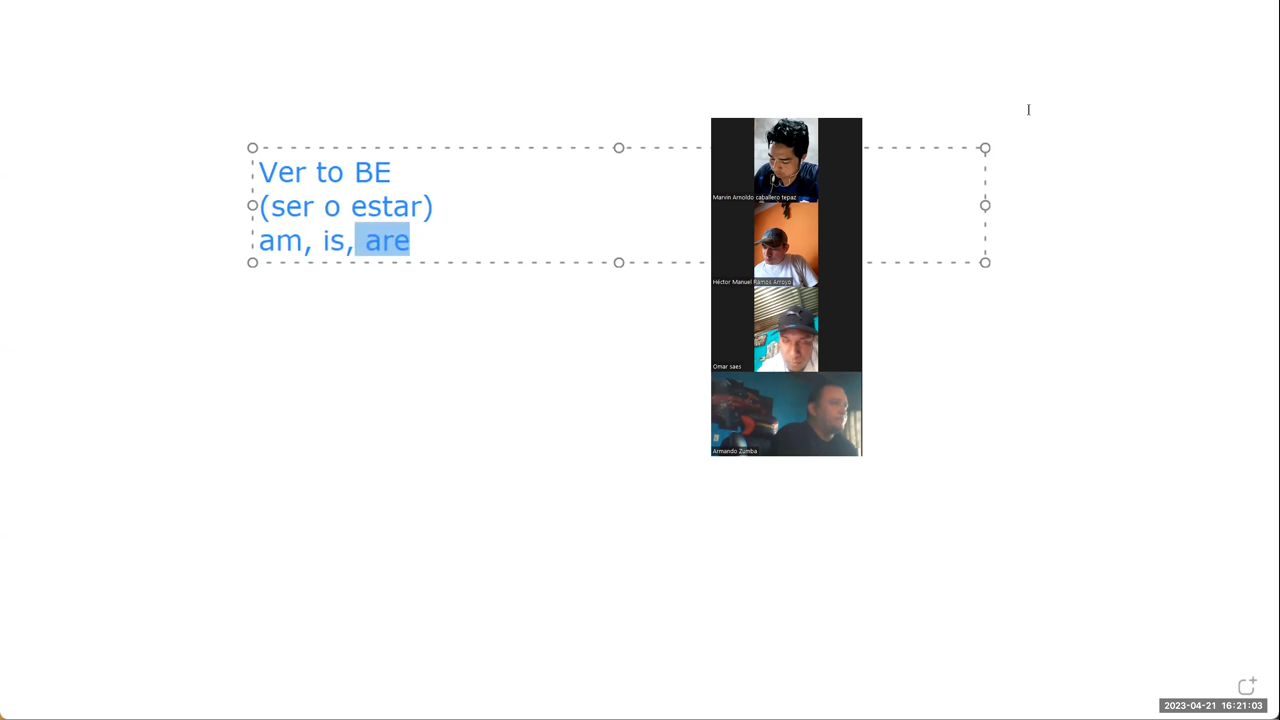 Ver to BE
(ser o estar)
am, is, are
Marvin Arnoldo caballero tepaz
Héctor Manuel Ramos Arroyo
Omar saes
Armando Zumba
2023-04-21 16:21:03